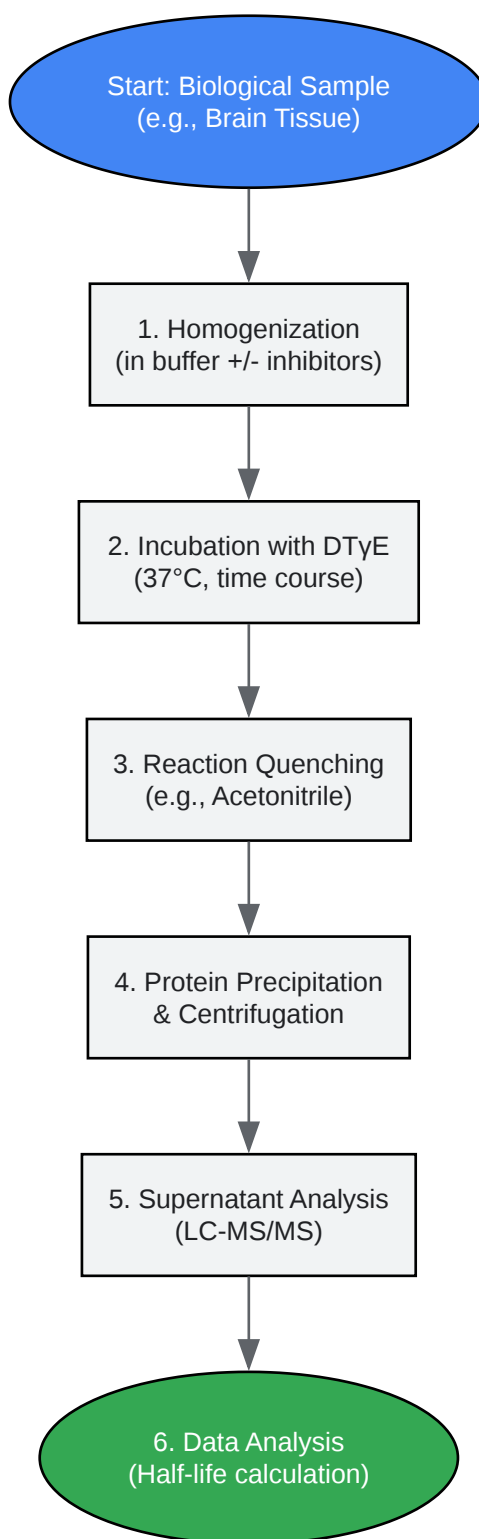 Start: Biological Sample
(e.g., Brain Tissue)
1. Homogenization
(in buffer +/- inhibitors)
2. Incubation with DTγE
(37°C, time course)
3. Reaction Quenching
(e.g., Acetonitrile)
4. Protein Precipitation
& Centrifugation
5. Supernatant Analysis
(LC-MS/MS)
6. Data Analysis
(Half-life calculation)